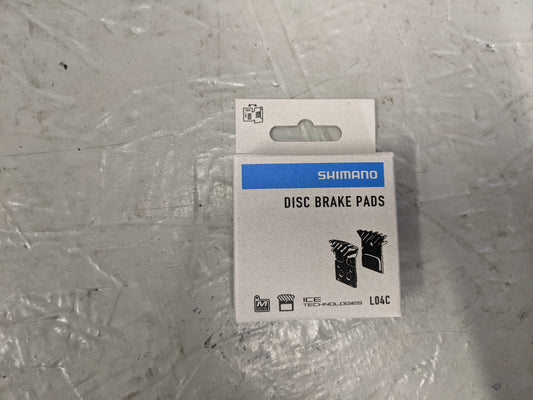 SHIMANO
DISC BRAKE PADS
M
ICE
TECHNOLOGIES
L04C